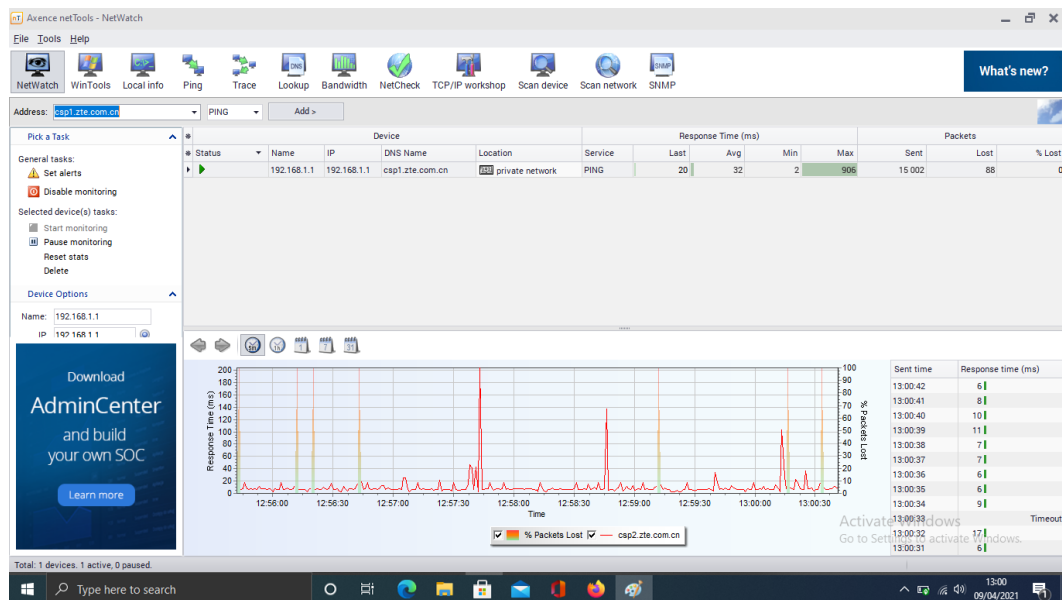 nT Axence netTools - NetWatch
File Tools Help
NetWatch WinTools Local info Ping Trace Lookup Bandwidth NetCheck TCP/IP workshop Scan device Scan network SNMP
What's new?
Address: csp1.zte.com.cn PING Add >
Pick a Task
General tasks:
Set alerts
Disable monitoring
Selected device(s) tasks:
Start monitoring
Pause monitoring
Reset stats
Delete
Device Options
Name: 192.168.1.1
IP 192.168.1.1
Download
AdminCenter
and build
your own SOC
Learn more
Device Response Time (ms) Packets
Status Name IP DNS Name Location Service Last Avg Min Max Sent Lost % Lost
192.168.1.1 192.168.1.1 csp1.zte.com.cn private network PING 20 32 2 906 15 002 88 0
1 7 31
Response Time (ms)
200
180
160
140
120
100
80
60
40
20
0
100
90
80
70
60
50
40
30
20
10
0
% Packets Lost
12:56:00 12:56:30 12:57:00 12:57:30 12:58:00 12:58:30 12:59:00 12:59:30 13:00:00 13:00:30
Time
% Packets Lost csp2.zte.com.cn
Sent time Response time (ms)
13:00:42 6
13:00:41 8
13:00:40 10
13:00:39 11
13:00:38 7
13:00:37 7
13:00:36 6
13:00:35 6
13:00:34 9
13:00:33 Timeout
13:00:32 17
13:00:31 6
Activate Windows
Go to Settings to activate Windows.
Total: 1 devices. 1 active, 0 paused.
Type here to search
13:00
09/04/2021